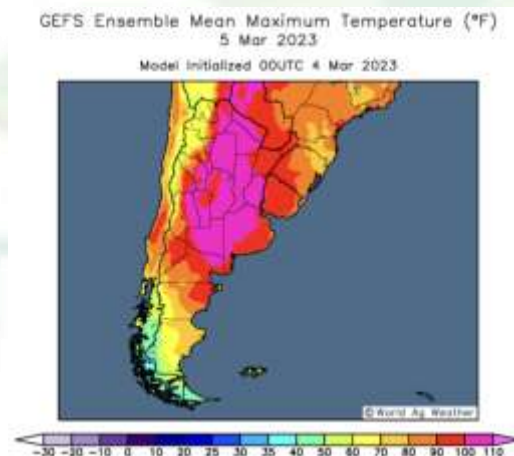 GEFS Ensemble Mean Maximum Temperature (°F)
5 Mar 2023
Model Initialized 00UTC 4 Mar 2023
© World Ag Weather
-30 -20 -10 0 10 20 25 30 35 40 50 60 70 80 90 100 110